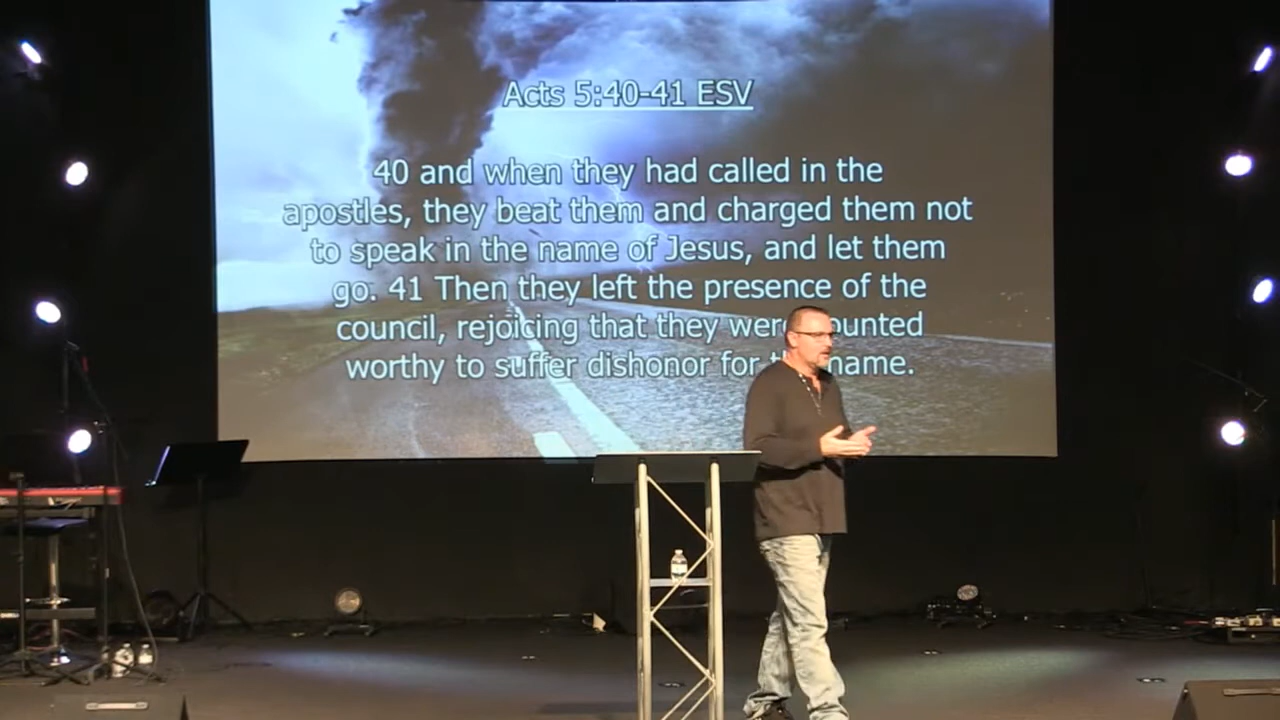 Acts 5:40-41 ESV
40 and when they had called in the
apostles, they beat them and charged them not
to speak in the name of Jesus, and let them
go. 41 Then they left the presence of the
council, rejoicing that they were counted
worthy to suffer dishonor for the name.